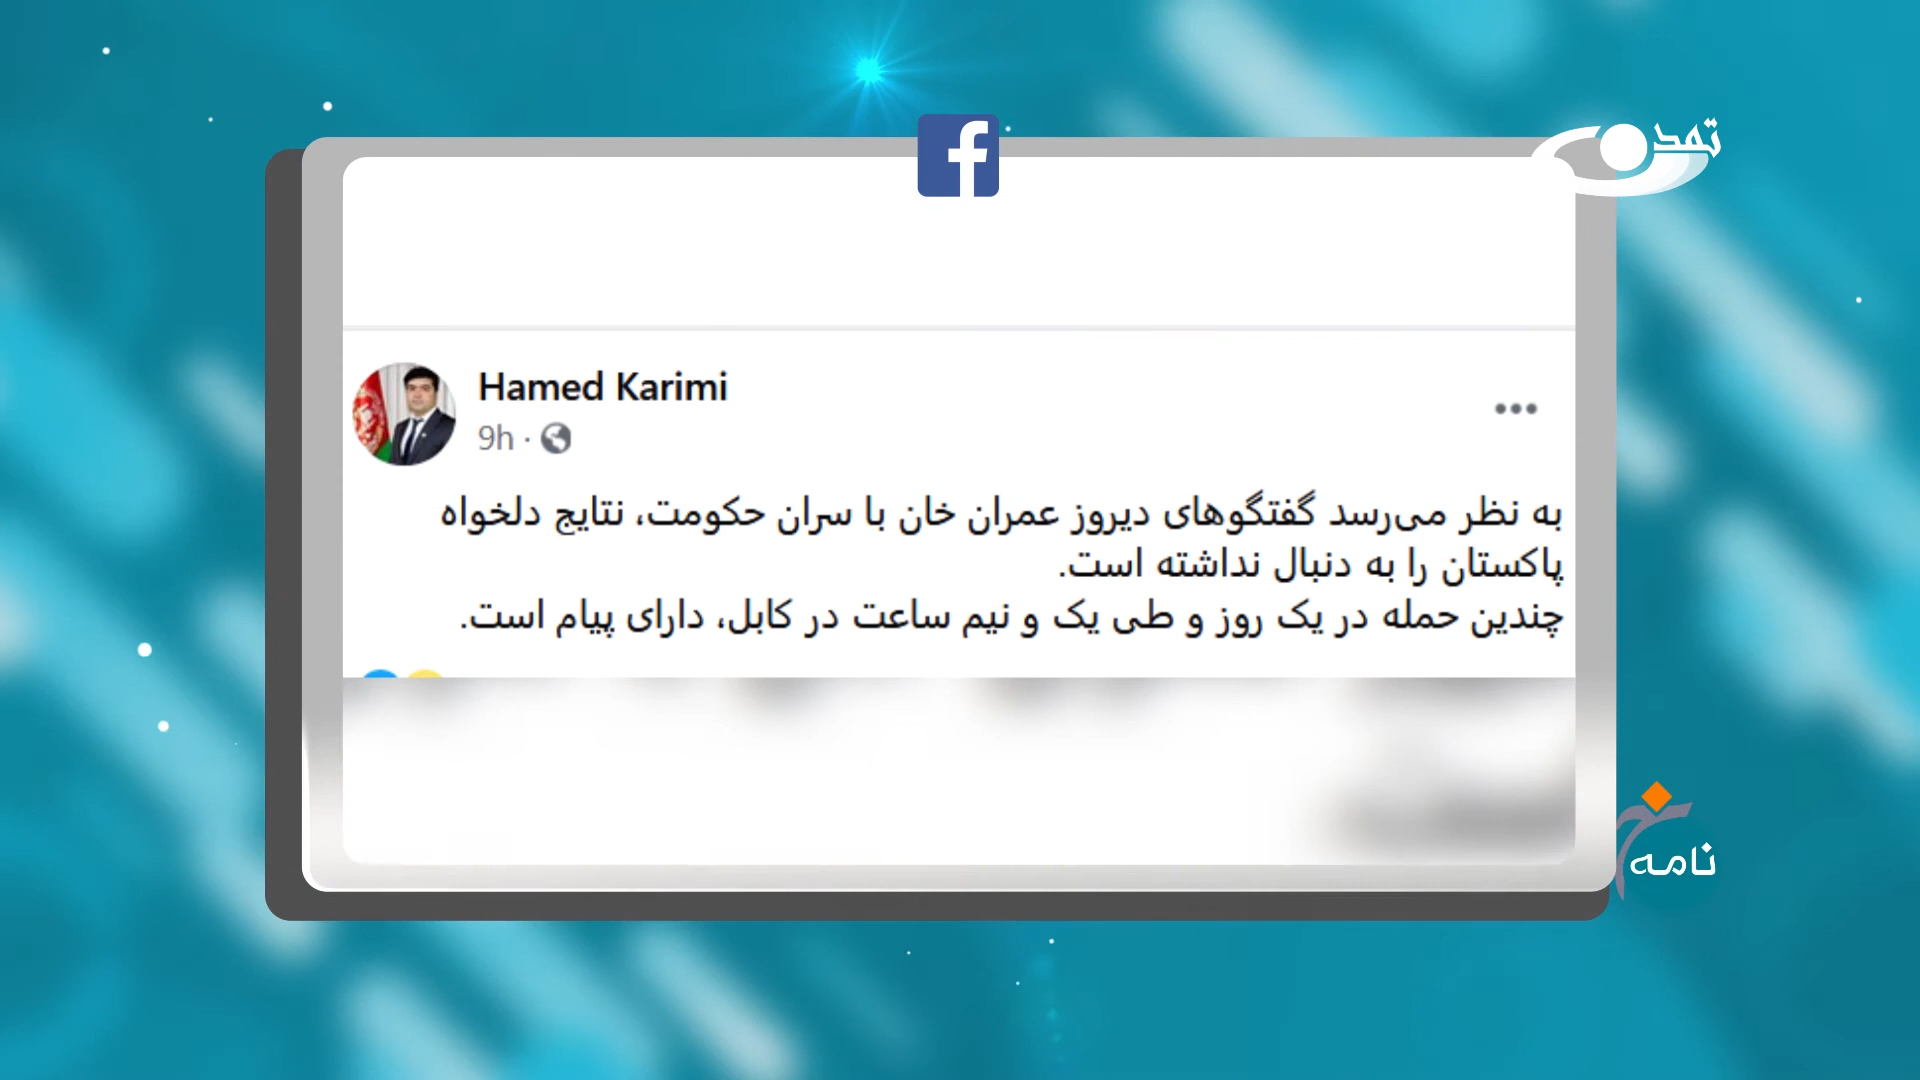 تمدن
Hamed Karimi
9h ·
به نظر می‌رسد گفتگوهای دیروز عمران خان با سران حکومت، نتایج دلخواه
پاکستان را به دنبال نداشته است.
چندین حمله در یک روز و طی یک و نیم ساعت در کابل، دارای پیام است.
نامه